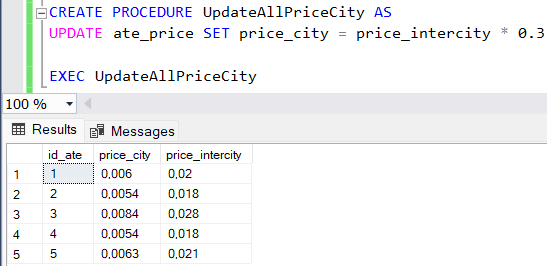 CREATE PROCEDURE UpdateAllPriceCity AS
UPDATE ate_price SET price_city = price_intercity * 0.3
EXEC UpdateAllPriceCity
100 %
Results Messages
id_ate price_city price_intercity
1 1 0,006 0,02
2 2 0,0054 0,018
3 3 0,0084 0,028
4 4 0,0054 0,018
5 5 0,0063 0,021